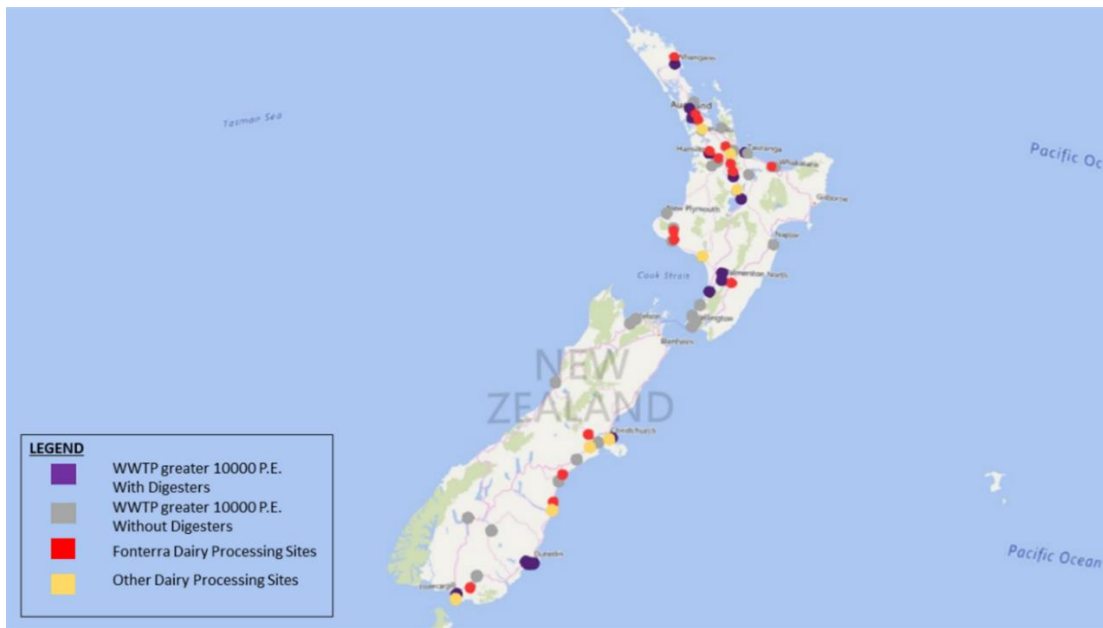 Whangarei
Auckland
Tasman Sea
Hamilton
Tauranga
Whakatane
Pacific Oc
Gisborne
New Plymouth
Napier
Cook Strait
Palmerston North
Nelson
Wellington
Blenheim
NEW
ZEALAND
Christchurch
LEGEND
WWTP greater 10000 P.E.
With Digesters
WWTP greater 10000 P.E.
Without Digesters
Fonterra Dairy Processing Sites
Other Dairy Processing Sites
Dunedin
Pacific Ocean
Invercargill